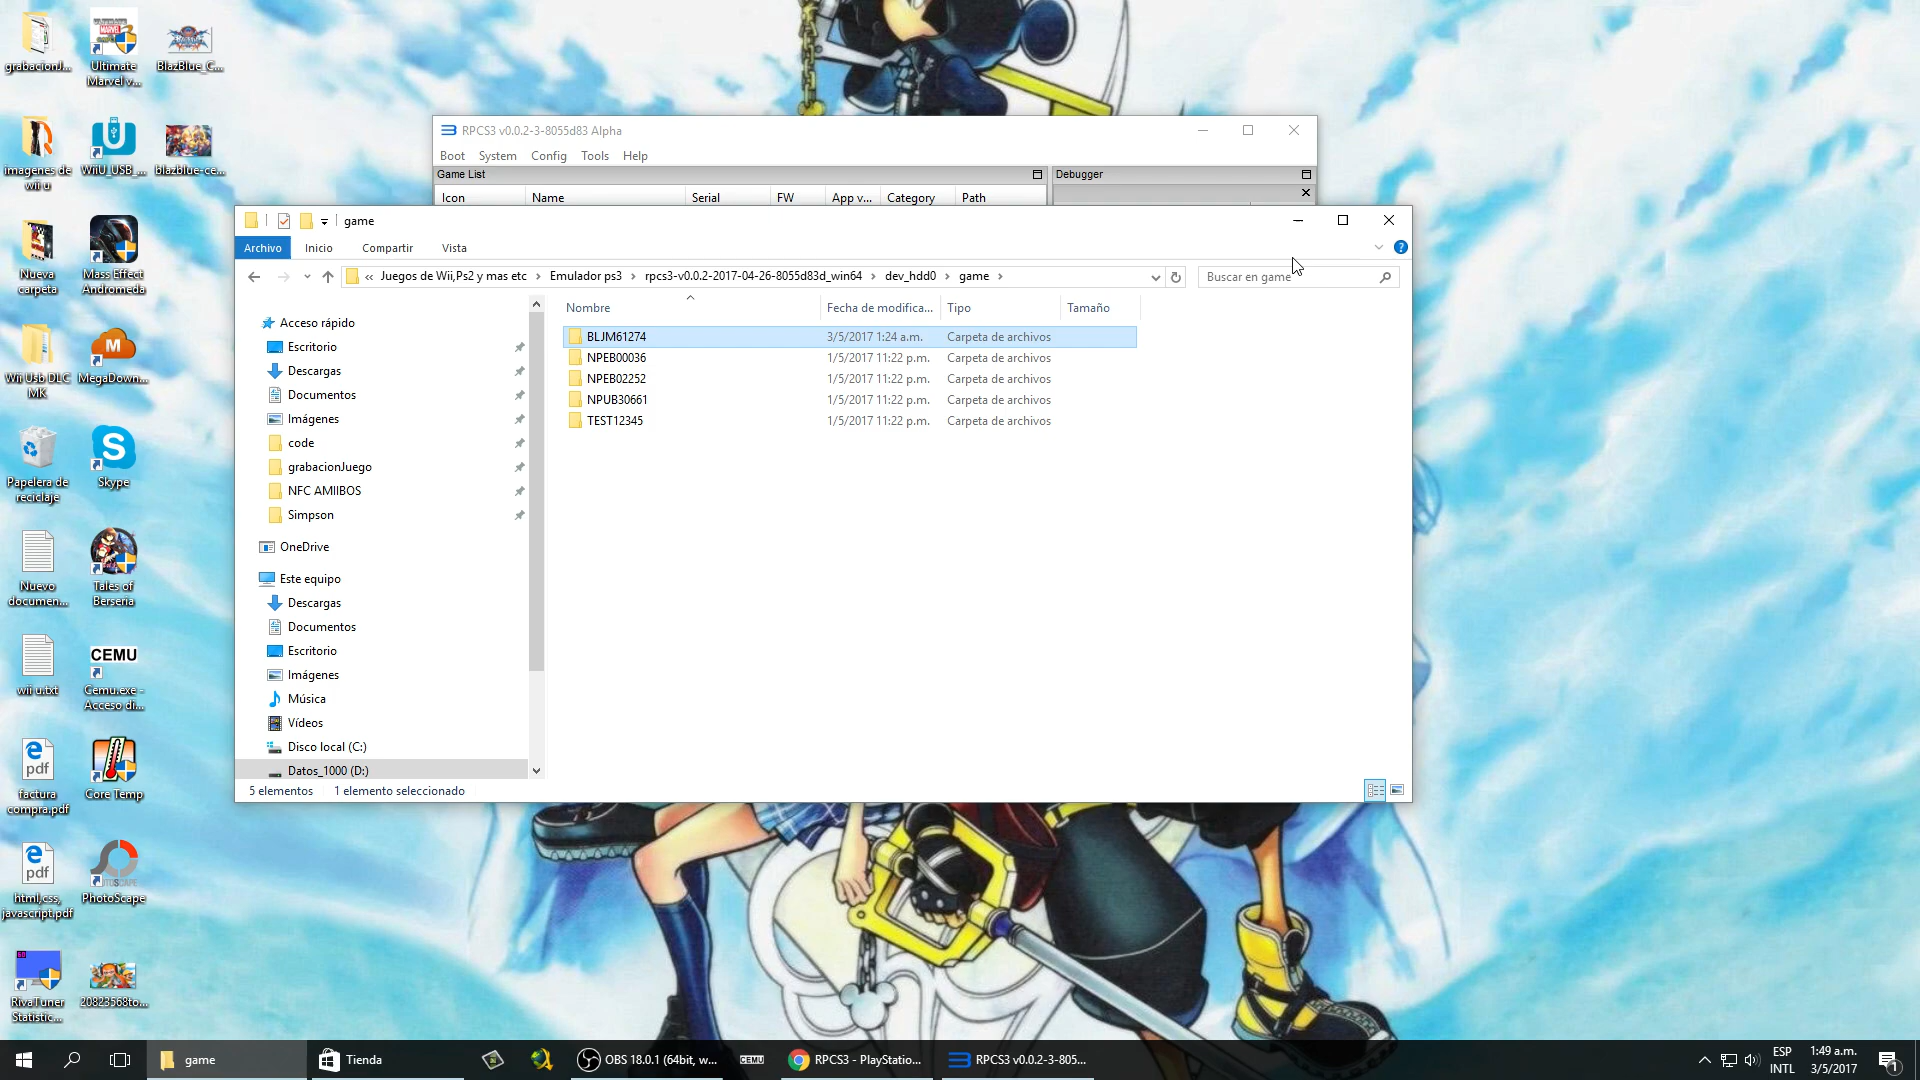 grabacionJ...
Ultimate
Marvel v...
BlazBlue_C...
imagenes de
wii u
WiiU_USB_...
blazblue-ce...
Nueva
carpeta
Mass Effect
Andromeda
Wii Usb DLC
MK
MegaDown...
Papelera de
reciclaje
Skype
Nuevo
documen...
Tales of
Berseria
wii u.txt
CEMU
Cemu.exe -
Acceso di...
pdf
factura
compra.pdf
Core Temp
pdf
html,css,
javascript.pdf
PhotoScape
RivaTuner
Statistic...
20823568to...
RPCS3 v0.0.2-3-8055d83 Alpha
Boot System Config Tools Help
Game List
Debugger
Icon Name Serial FW App v... Category Path
game
Archivo Inicio Compartir Vista
« Juegos de Wii,Ps2 y mas etc › Emulador ps3 › rpcs3-v0.0.2-2017-04-26-8055d83d_win64 › dev_hdd0 › game ›
Buscar en game
Nombre Fecha de modifica... Tipo Tamaño
BLJM61274 3/5/2017 1:24 a.m. Carpeta de archivos
NPEB00036 1/5/2017 11:22 p.m. Carpeta de archivos
NPEB02252 1/5/2017 11:22 p.m. Carpeta de archivos
NPUB30661 1/5/2017 11:22 p.m. Carpeta de archivos
TEST12345 1/5/2017 11:22 p.m. Carpeta de archivos
Acceso rápido
Escritorio
Descargas
Documentos
Imágenes
code
grabacionJuego
NFC AMIIBOS
Simpson
OneDrive
Este equipo
Descargas
Documentos
Escritorio
Imágenes
Música
Vídeos
Disco local (C:)
Datos_1000 (D:)
5 elementos 1 elemento seleccionado
game
Tienda
OBS 18.0.1 (64bit, w...
CEMU
RPCS3 - PlayStatio...
RPCS3 v0.0.2-3-805...
ESP
INTL
1:49 a.m.
3/5/2017
1